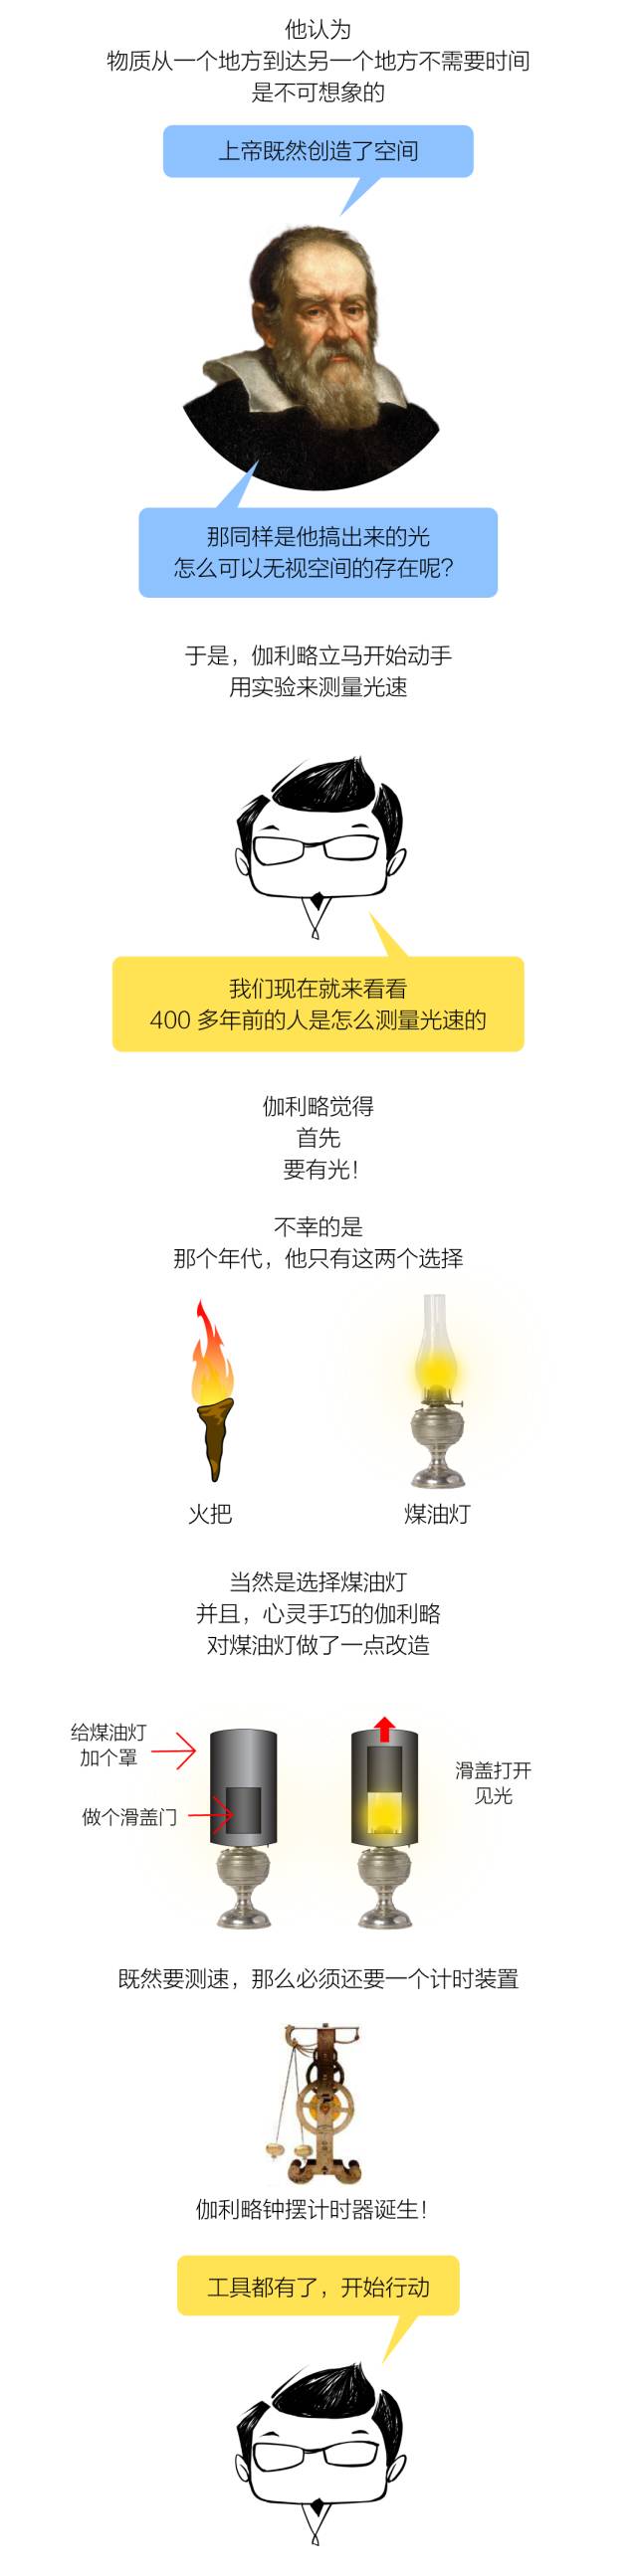 他认为
物质从一个地方到达另一个地方不需要时间
是不可想象的
上帝既然创造了空间
那同样是他搞出来的光
怎么可以无视空间的存在呢？
于是，伽利略立马开始动手
用实验来测量光速
我们现在就来看看
400 多年前的人是怎么测量光速的
伽利略觉得
首先
要有光！
不幸的是
那个年代，他只有这两个选择
火把
煤油灯
当然是选择煤油灯
并且，心灵手巧的伽利略
对煤油灯做了一点改造
给煤油灯
加个罩
做个滑盖门
滑盖打开
见光
既然要测速，那么必须还要一个计时装置
伽利略钟摆计时器诞生！
工具都有了，开始行动